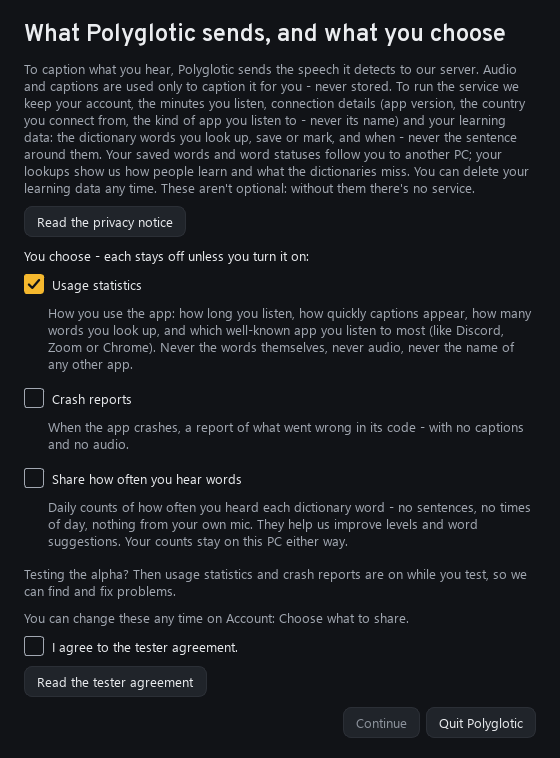 What Polyglotic sends, and what you choose
To caption what you hear, Polyglotic sends the speech it detects to our server. Audio
and captions are used only to caption it for you - never stored. To run the service we
keep your account, the minutes you listen, connection details (app version, the country
you connect from, the kind of app you listen to - never its name) and your learning
data: the dictionary words you look up, save or mark, and when - never the sentence
around them. Your saved words and word statuses follow you to another PC; your
lookups show us how people learn and what the dictionaries miss. You can delete your
learning data any time. These aren't optional: without them there's no service.
Read the privacy notice
You choose - each stays off unless you turn it on:
Usage statistics
How you use the app: how long you listen, how quickly captions appear, how many
words you look up, and which well-known app you listen to most (like Discord,
Zoom or Chrome). Never the words themselves, never audio, never the name of
any other app.
Crash reports
When the app crashes, a report of what went wrong in its code - with no captions
and no audio.
Share how often you hear words
Daily counts of how often you heard each dictionary word - no sentences, no times
of day, nothing from your own mic. They help us improve levels and word
suggestions. Your counts stay on this PC either way.
Testing the alpha? Then usage statistics and crash reports are on while you test, so we
can find and fix problems.
You can change these any time on Account: Choose what to share.
I agree to the tester agreement.
Read the tester agreement
Continue
Quit Polyglotic